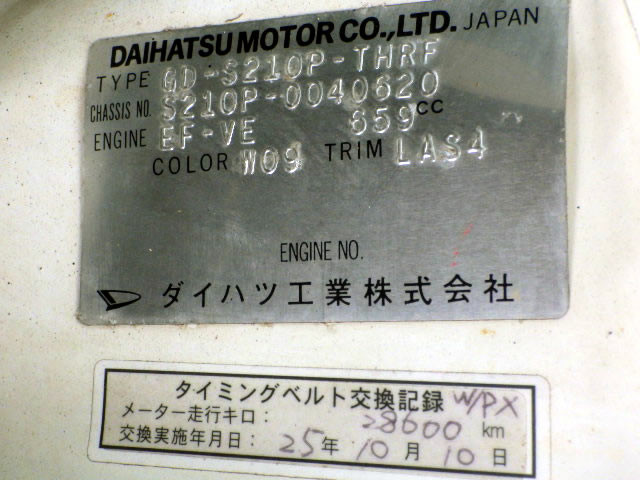 DAIHATSU MOTOR CO.,LTD. JAPAN
TYPE GD-S210P-THRF
CHASSIS NO. S210P-0040620
ENGINE EF-VE 659CC
COLOR W09 TRIM LAS4
ENGINE NO.
ダイハツ工業株式会社
タイミングベルト交換記録 W/PX
メーター走行キロ: 28600 km
交換実施年月日: 25年 10月 10日